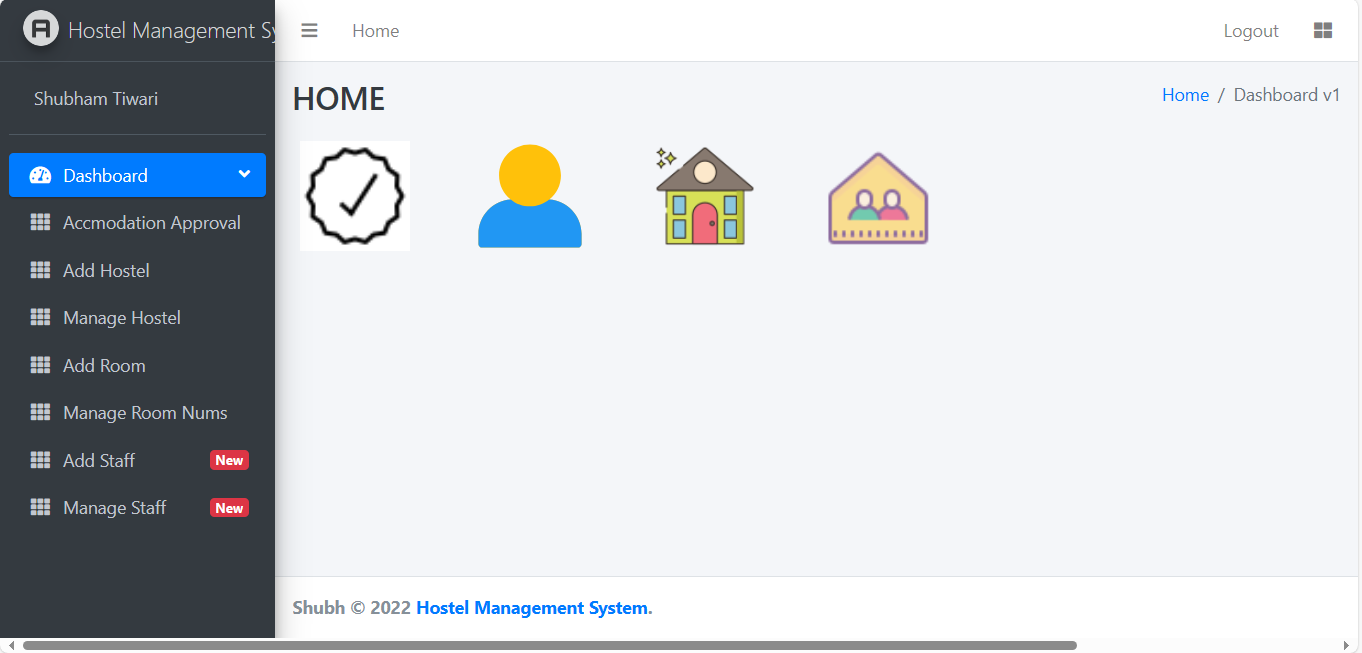 Hostel Management Sy
Home
Logout
Shubham Tiwari
HOME
Home / Dashboard v1
Dashboard
Accmodation Approval
Add Hostel
Manage Hostel
Add Room
Manage Room Nums
Add Staff New
Manage Staff New
Shubh © 2022 Hostel Management System.